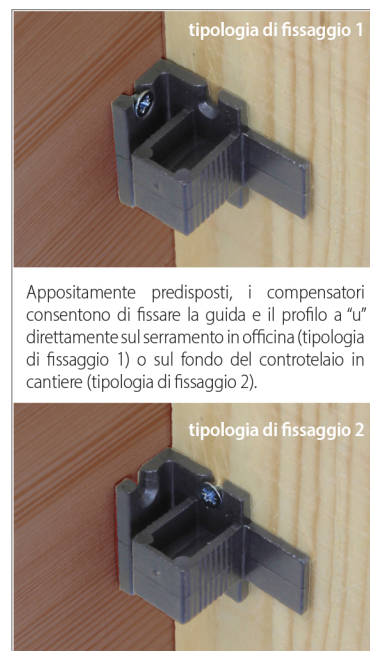 tipologia di fissaggio 1
Appositamente predisposti, i compensatori
consentono di fissare la guida e il profilo a “u”
direttamente sul serramento in officina (tipologia
di fissaggio 1) o sul fondo del controtelaio in
cantiere (tipologia di fissaggio 2).
tipologia di fissaggio 2